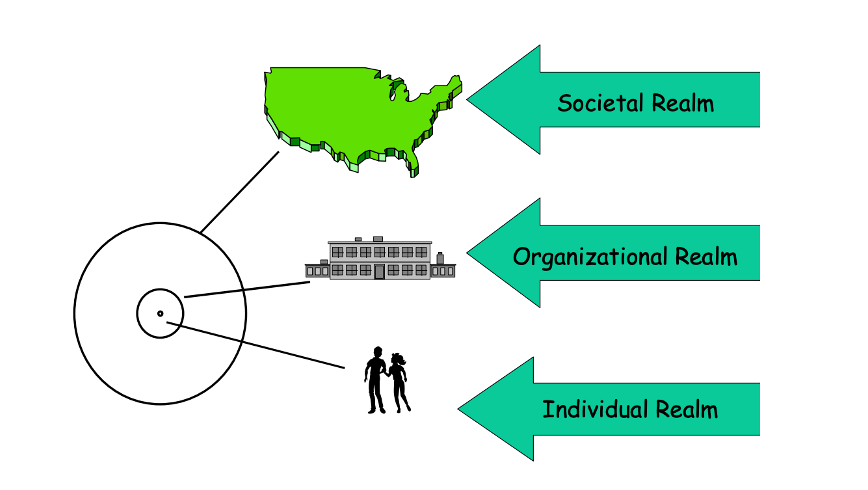 Societal Realm
Organizational Realm
Individual Realm